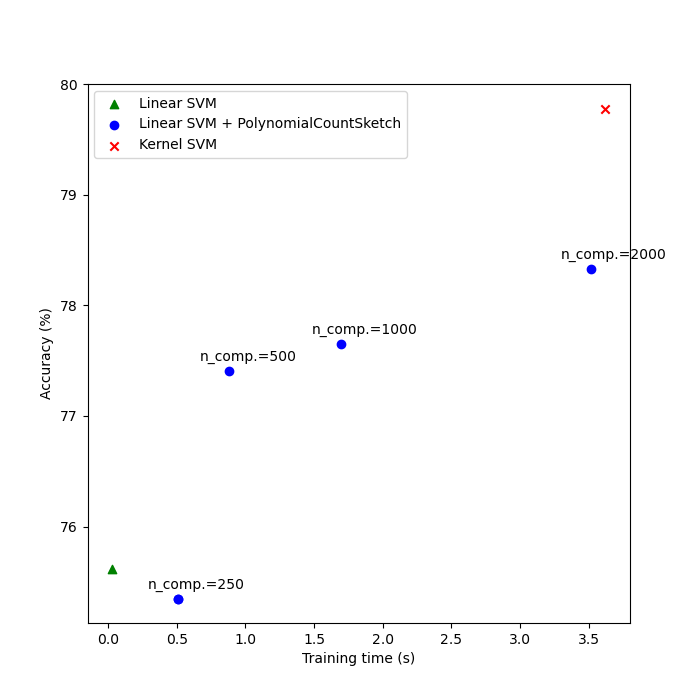 Linear SVM
Linear SVM + PolynomialCountSketch
Kernel SVM
80
79
78
77
76
Accuracy (%)
n_comp.=2000
n_comp.=1000
n_comp.=500
n_comp.=250
0.0 0.5 1.0 1.5 2.0 2.5 3.0 3.5
Training time (s)